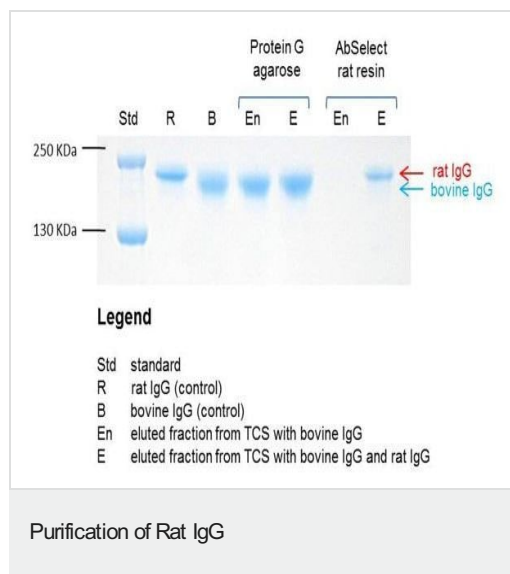 Protein G
agarose
AbSelect
rat resin
Std R B En E En E
250 KDa
rat IgG
bovine IgG
130 KDa
Legend
Std standard
R rat IgG (control)
B bovine IgG (control)
En eluted fraction from TCS with bovine IgG
E eluted fraction from TCS with bovine IgG and rat IgG
Purification of Rat IgG